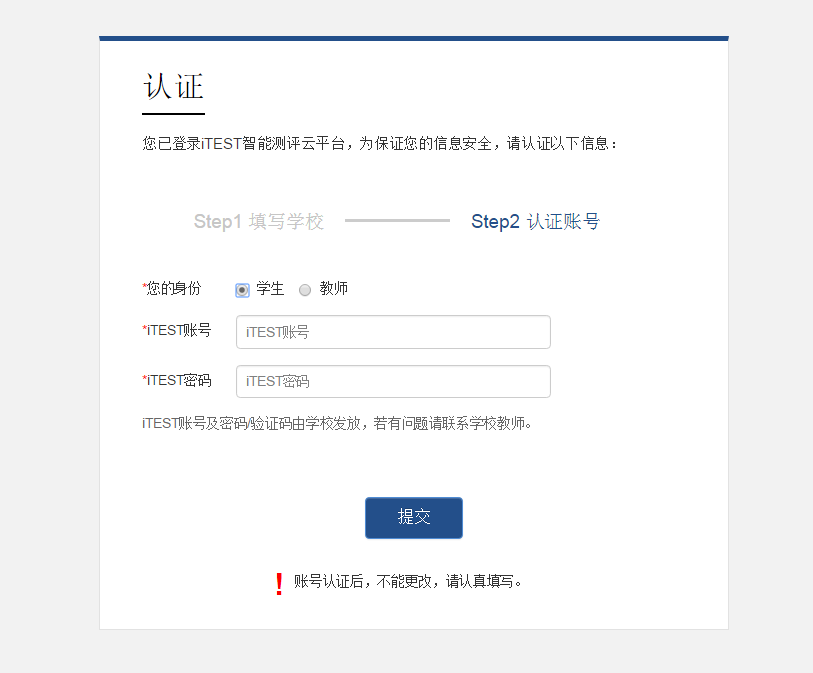 认证
您已登录iTEST智能测评云平台，为保证您的信息安全，请认证以下信息：
Step1 填写学校 Step2 认证账号
*您的身份 学生 教师
*iTEST账号 iTEST账号
*iTEST密码 iTEST密码
iTEST账号及密码/验证码由学校发放，若有问题请联系学校教师。
提交
! 账号认证后，不能更改，请认真填写。